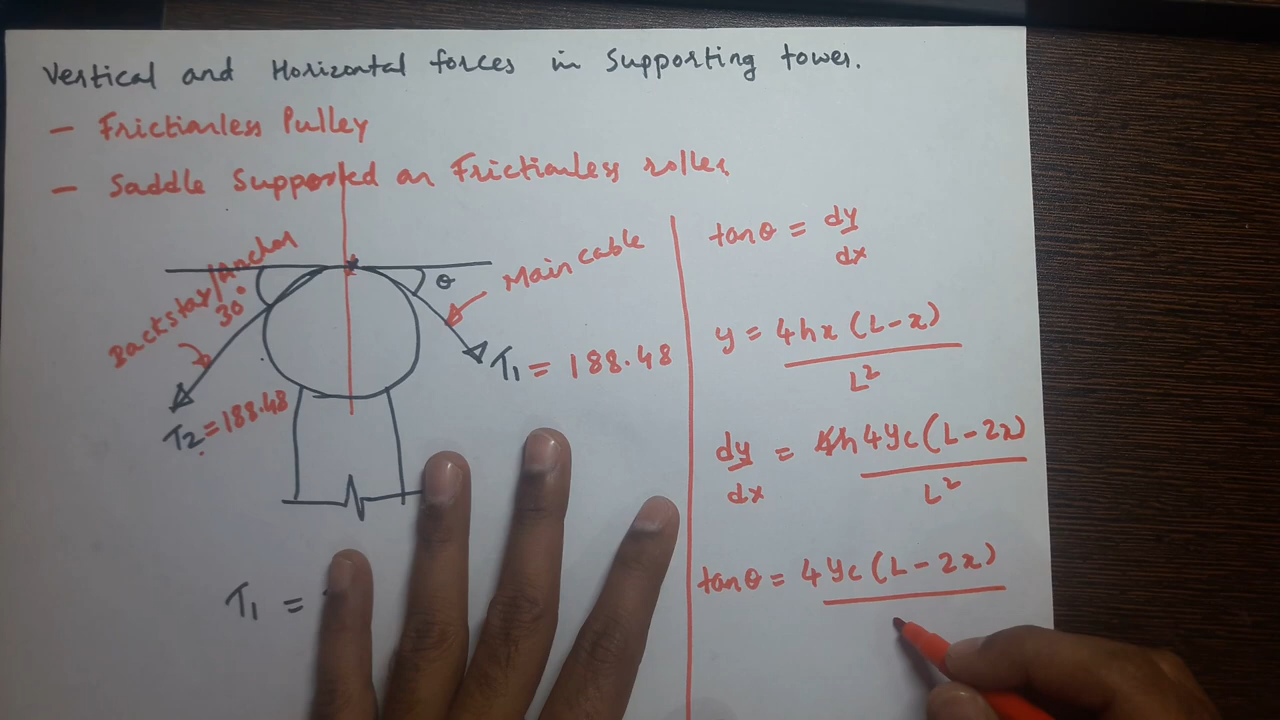 Vertical and Horizontal forces in Supporting tower.
– Frictionless Pulley
– Saddle Supported on Frictionless roller
Backstay/Anchor
30°
θ
Main cable
T1 = 188.48
T2 = 188.48
T1 =
tanθ = dy
dx
y = 4hx (L-x)
L²
dy = 4yc (L-2x)
dx L²
tanθ = 4yc (L-2x)